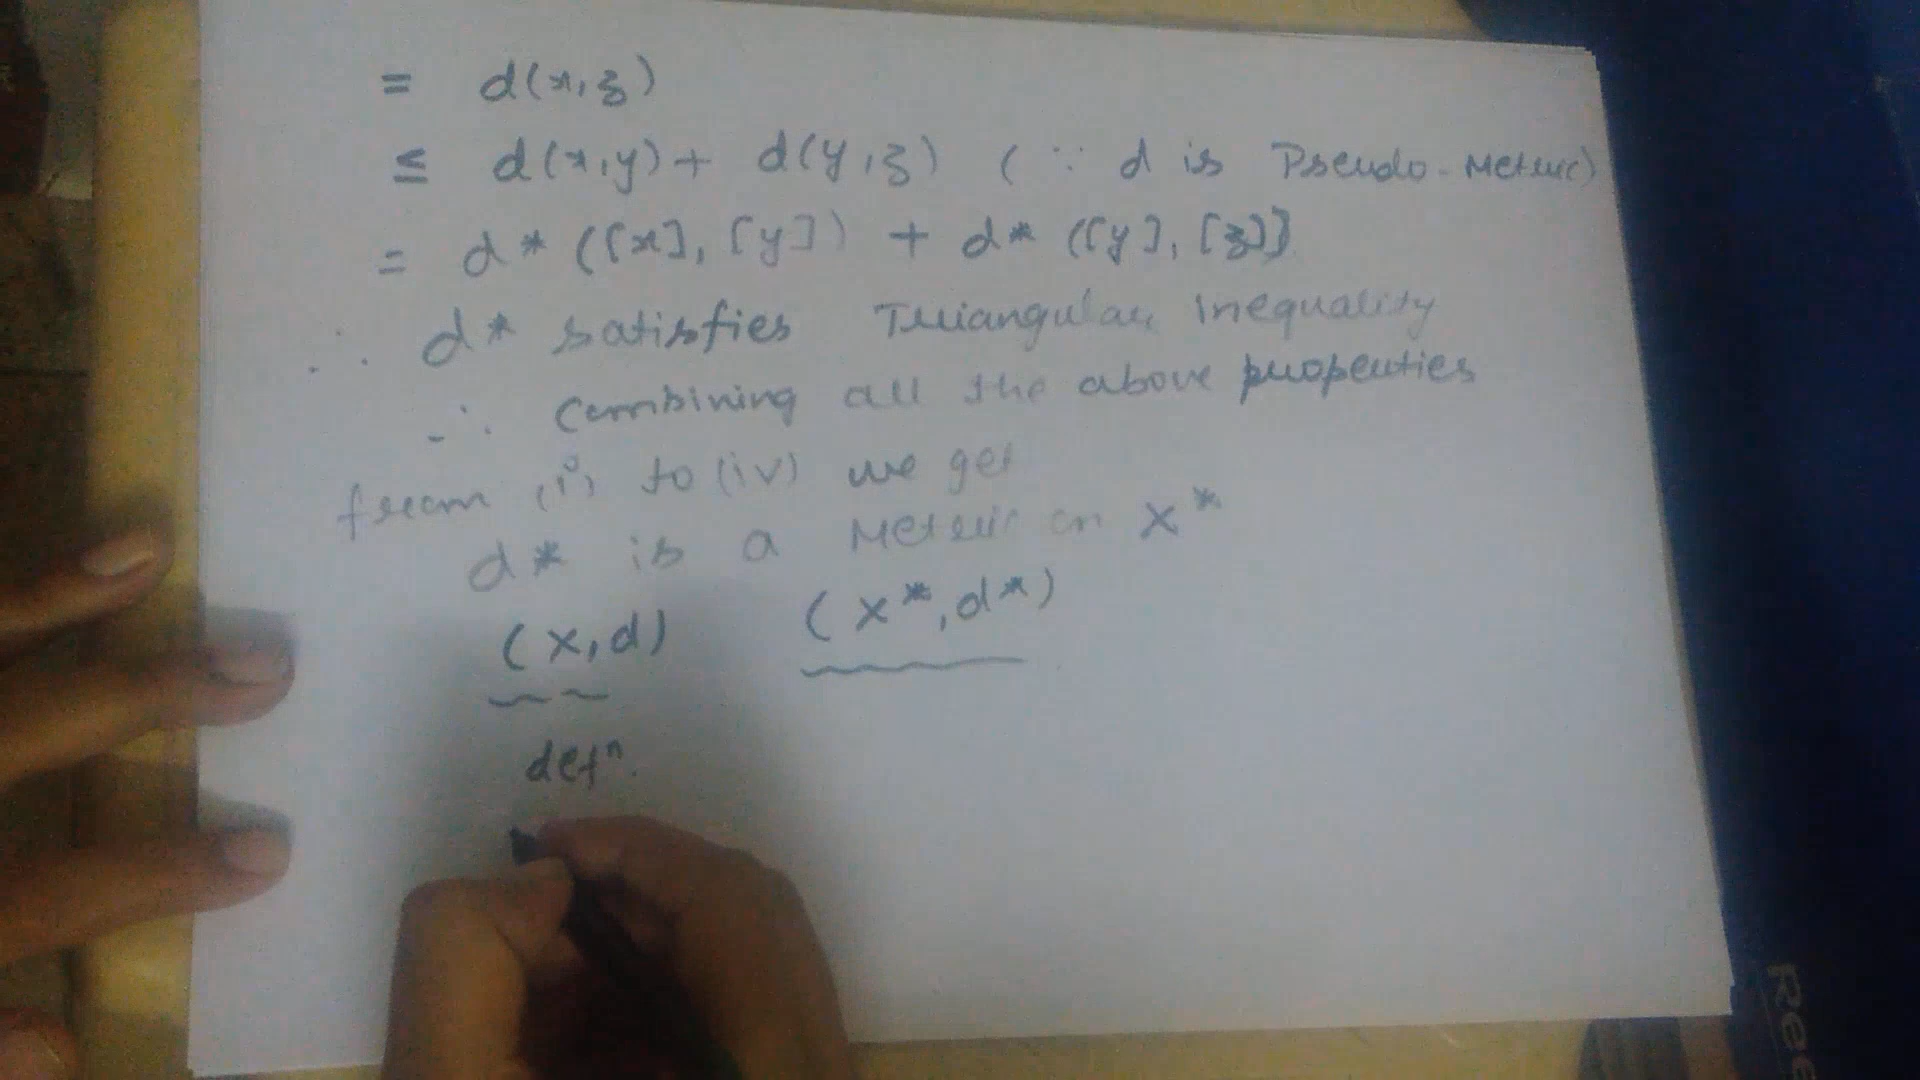 = d(x,z)
≤ d(x,y) + d(y,z) (∵ d is Pseudo-Metric)
= d* ([x], [y]) + d* ([y], [z])
∴ d* satisfies Triangular inequality
∴ Combining all the above properties
from (i) to (iv) we get
d* is a Metric on X*
(X,d) (X*,d*)
defⁿ.
Ree